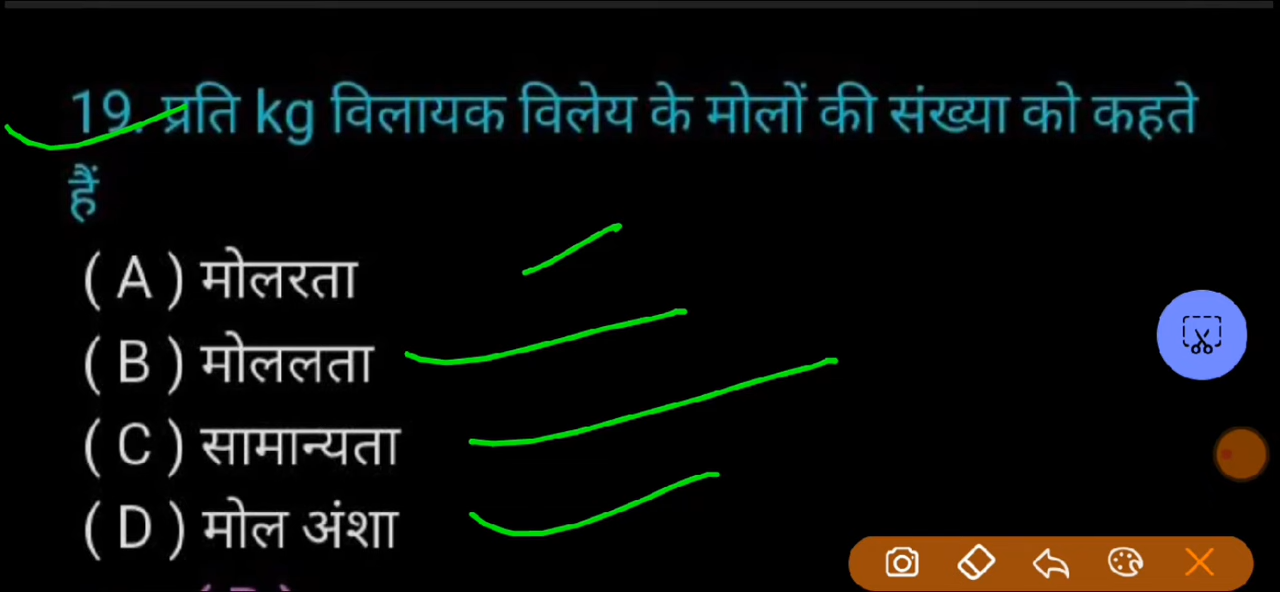 19. प्रति kg विलायक विलेय के मोलों की संख्या को कहते
हैं
( A ) मोलरता
( B ) मोललता
( C ) सामान्यता
( D ) मोल अंशा